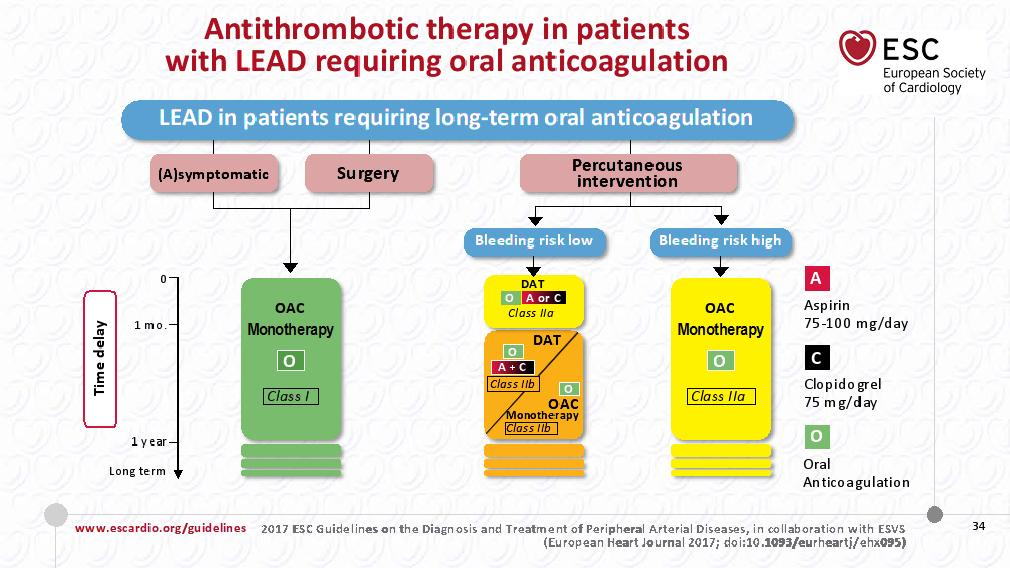 Antithrombotic therapy in patients
with LEAD requiring oral anticoagulation
ESC
European Society
of Cardiology
LEAD in patients requiring long-term oral anticoagulation
(A)symptomatic
Surgery
Percutaneous
intervention
Bleeding risk low
Bleeding risk high
Time delay
0
1 mo.
1 year
Long term
OAC
Monotherapy
O
Class I
DAT
O A or C
Class IIa
DAT
O
A + C
Class IIb
O
OAC
Monotherapy
Class IIb
OAC
Monotherapy
O
Class IIa
A
Aspirin
75-100 mg/day
C
Clopidogrel
75 mg/day
O
Oral
Anticoagulation
www.escardio.org/guidelines
2017 ESC Guidelines on the Diagnosis and Treatment of Peripheral Arterial Diseases, in collaboration with ESVS
(European Heart Journal 2017; doi:10.1093/eurheartj/ehx095)
34